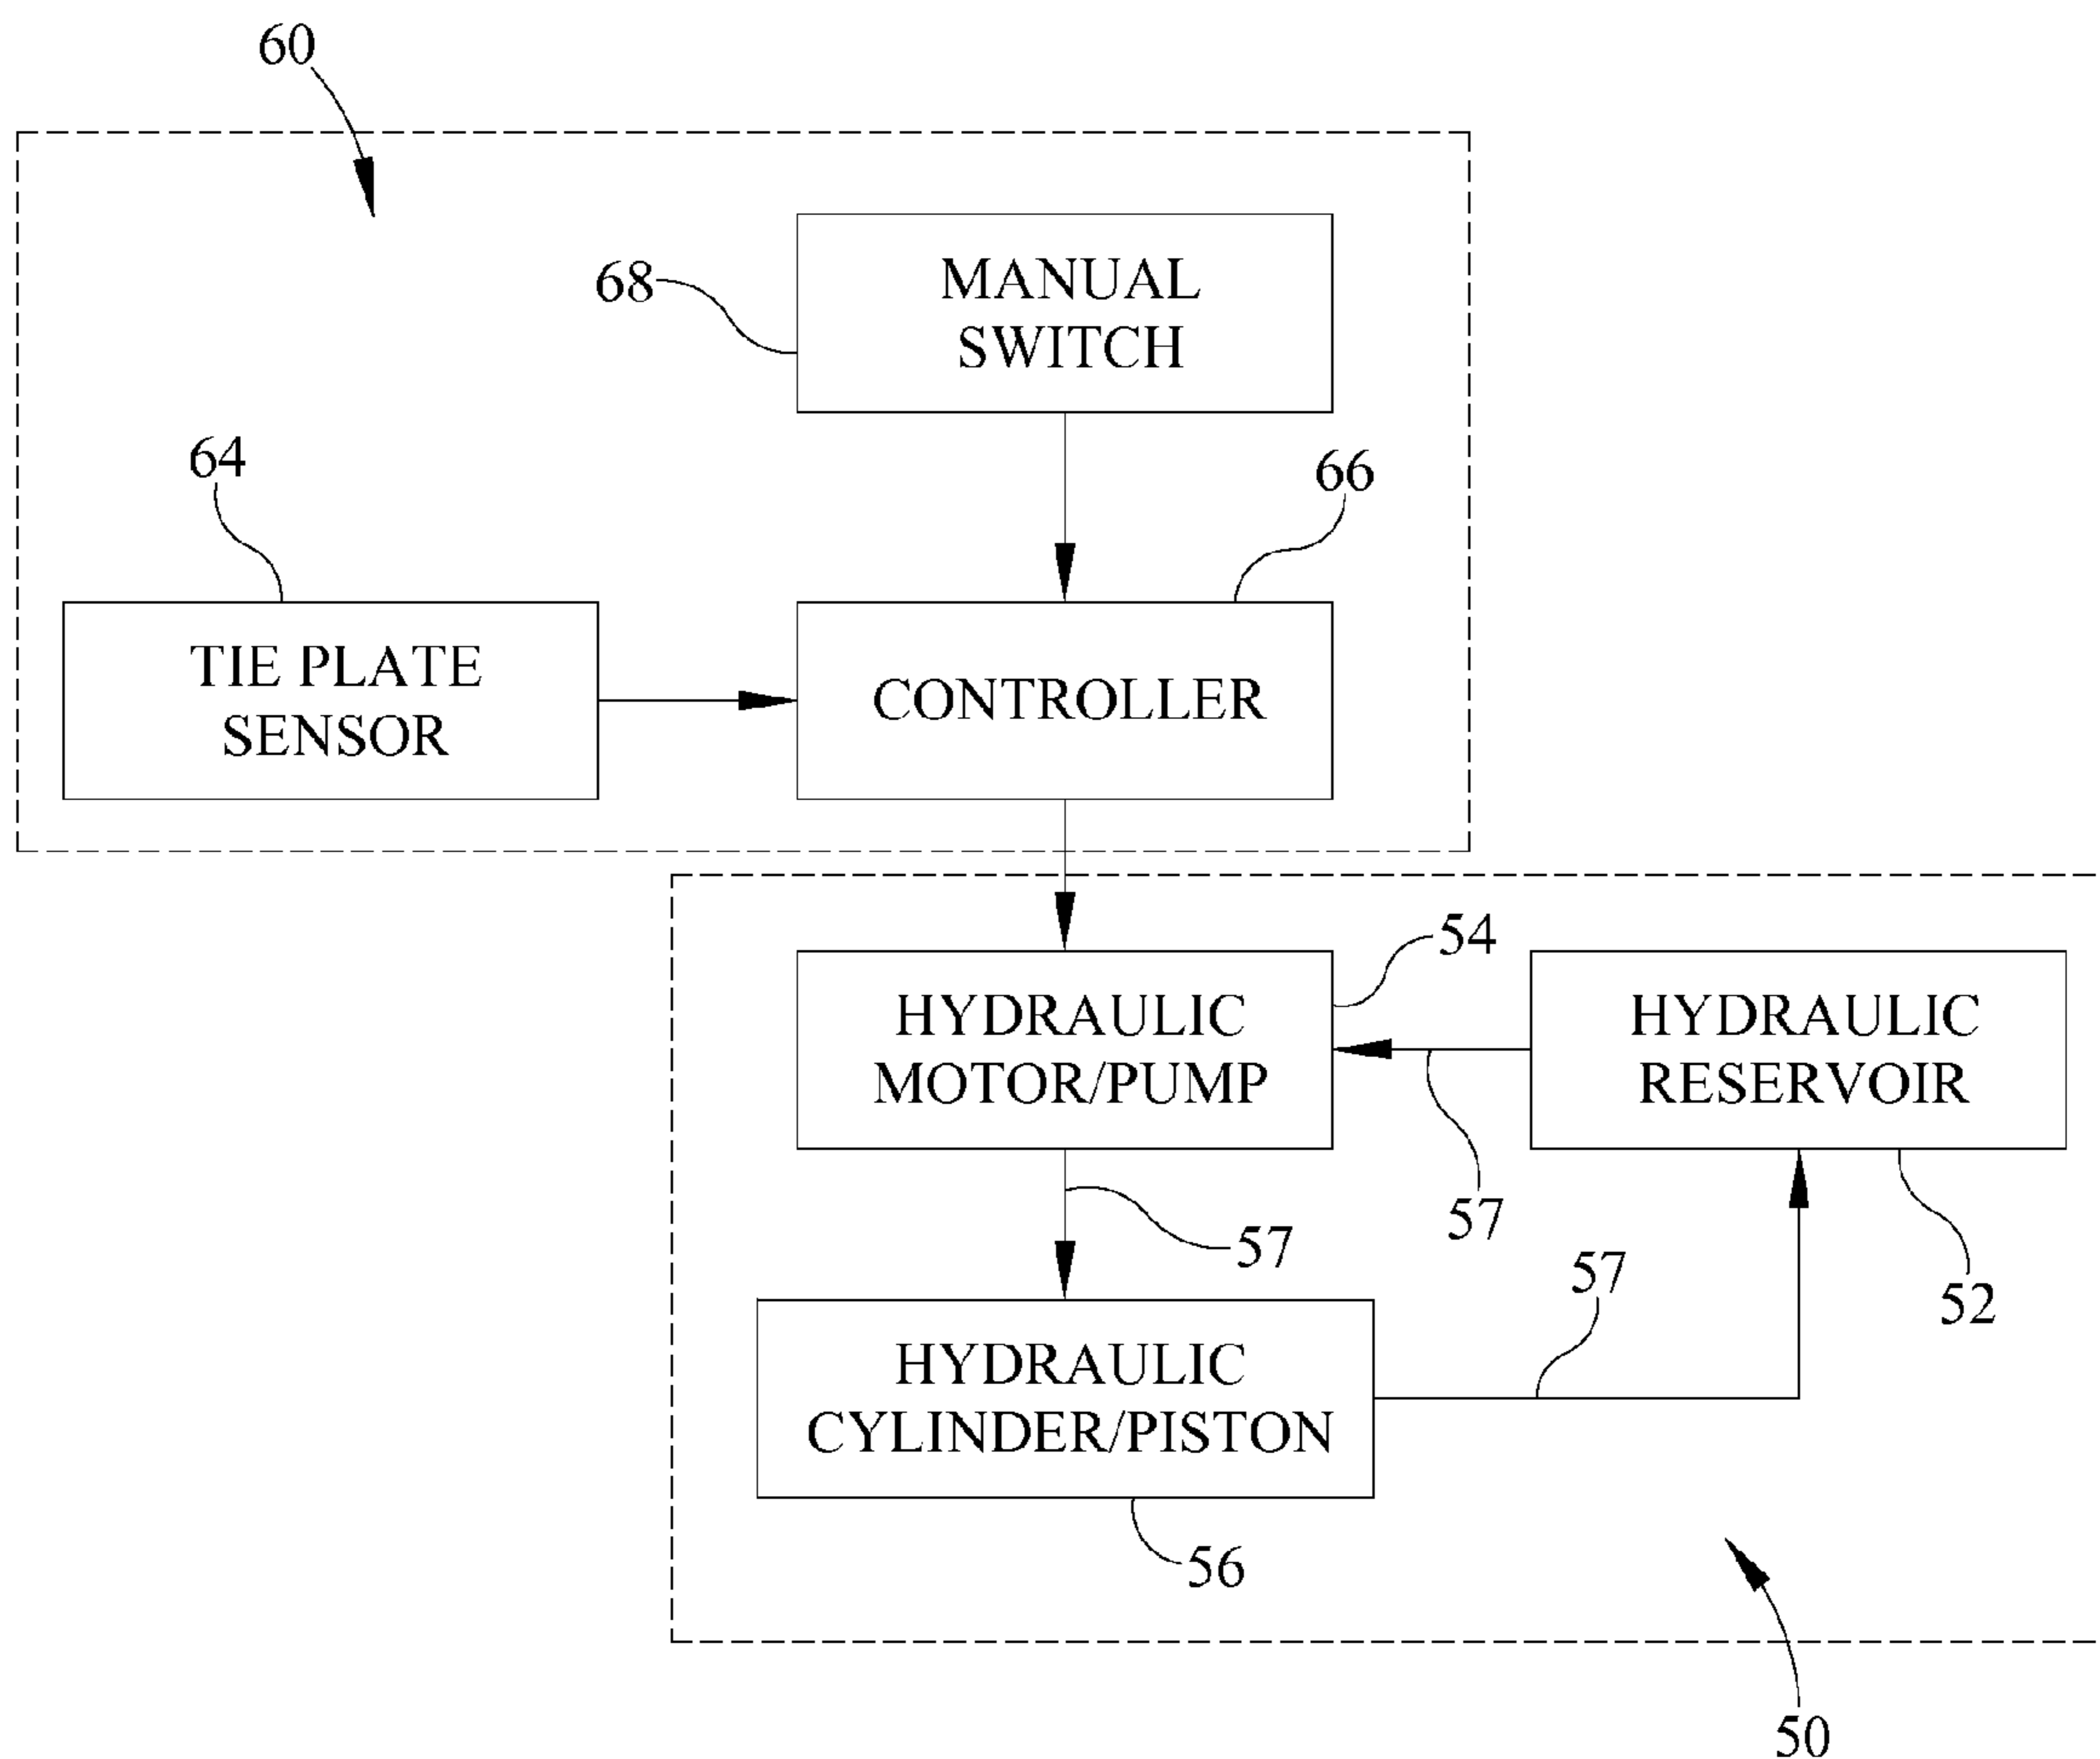 60
68
MANUAL
SWITCH
64
66
TIE PLATE
SENSOR
CONTROLLER
54
HYDRAULIC
MOTOR/PUMP
HYDRAULIC
RESERVOIR
57
57
57
52
HYDRAULIC
CYLINDER/PISTON
56
50